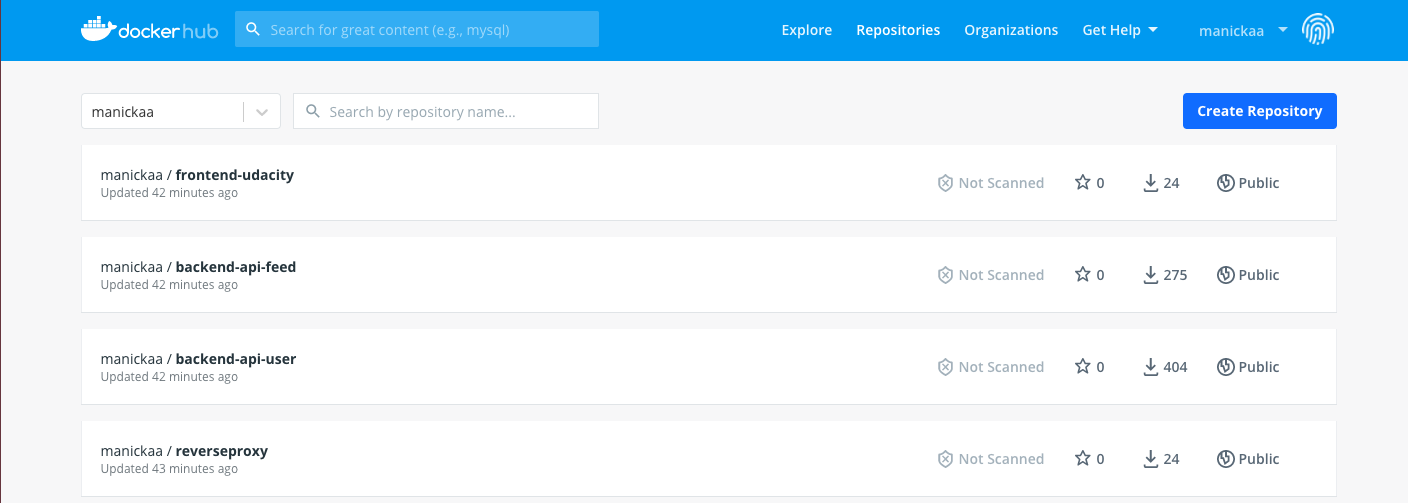 docker hub Search for great content (e.g., mysql) Explore Repositories Organizations Get Help manickaa
manickaa Search by repository name... Create Repository
manickaa / frontend-udacity Not Scanned 0 24 Public
Updated 42 minutes ago
manickaa / backend-api-feed Not Scanned 0 275 Public
Updated 42 minutes ago
manickaa / backend-api-user Not Scanned 0 404 Public
Updated 42 minutes ago
manickaa / reverseproxy Not Scanned 0 24 Public
Updated 43 minutes ago